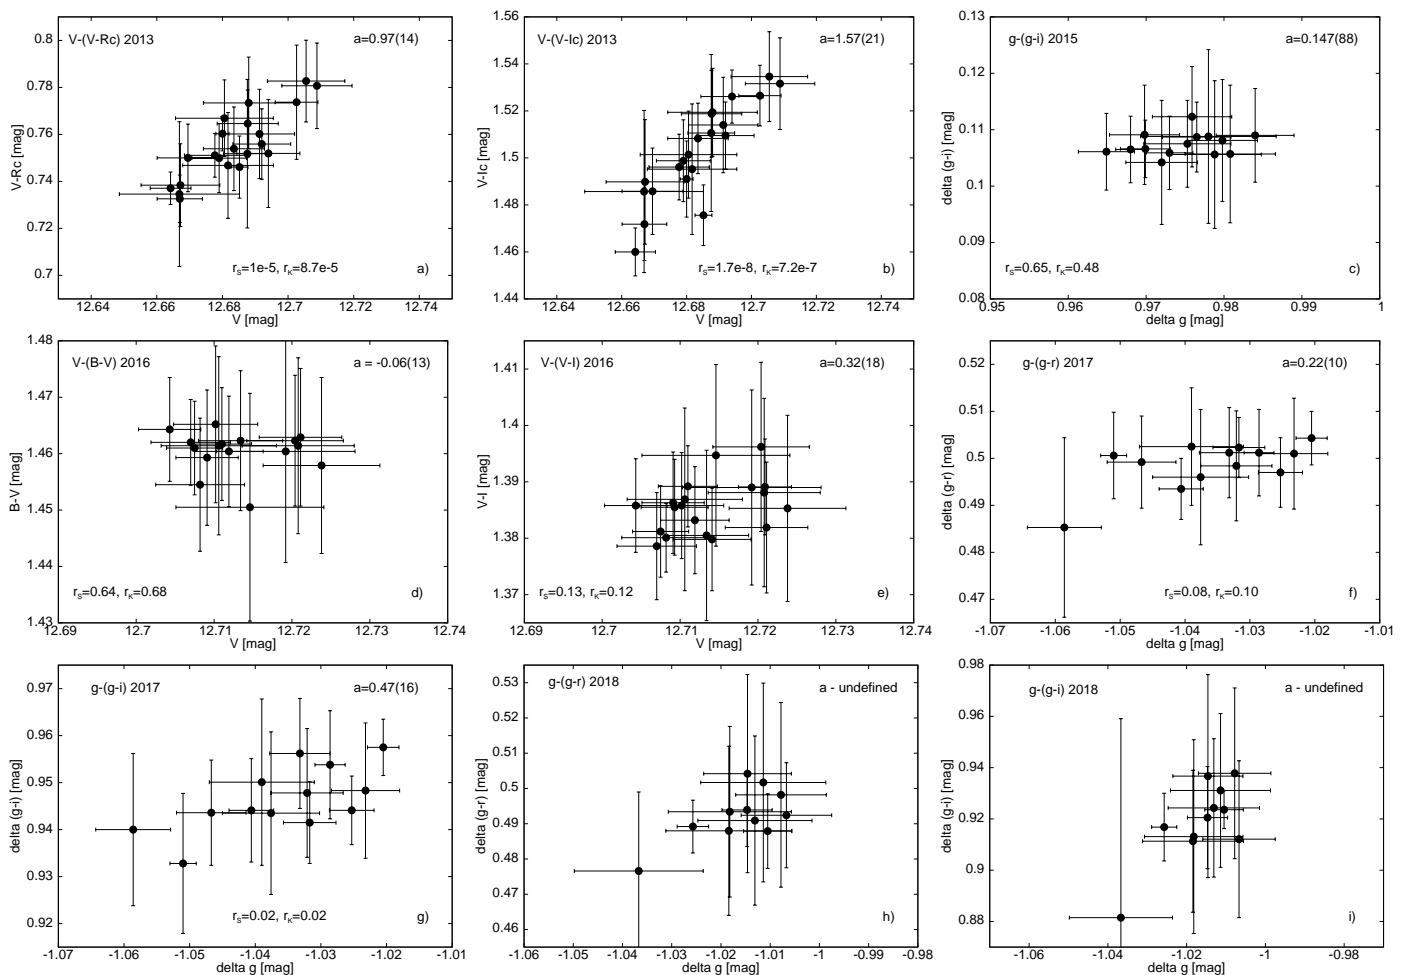 V-(V-Rc) 2013 a=0.97(14)
V-Rc [mag]
0.8
0.78
0.76
0.74
0.72
0.7
rS=1e-5, rK=8.7e-5 a)
12.64 12.66 12.68 12.7 12.72 12.74
V [mag]
V-(V-Ic) 2013 a=1.57(21)
V-Ic [mag]
1.56
1.54
1.52
1.5
1.48
1.46
1.44
rS=1.7e-8, rK=7.2e-7 b)
12.64 12.66 12.68 12.7 12.72 12.74
V [mag]
g-(g-i) 2015 a=0.147(88)
delta (g-i) [mag]
0.13
0.12
0.11
0.1
0.09
0.08
rS=0.65, rK=0.48 c)
0.95 0.96 0.97 0.98 0.99 1
delta g [mag]
V-(B-V) 2016 a = -0.06(13)
B-V [mag]
1.48
1.47
1.46
1.45
1.44
1.43
rS=0.64, rK=0.68 d)
12.69 12.7 12.71 12.72 12.73 12.74
V [mag]
V-(V-I) 2016 a=0.32(18)
V-I [mag]
1.41
1.4
1.39
1.38
1.37
rS=0.13, rK=0.12 e)
12.69 12.7 12.71 12.72 12.73 12.74
V [mag]
g-(g-r) 2017 a=0.22(10)
delta (g-r) [mag]
0.52
0.51
0.5
0.49
0.48
0.47
rS=0.08, rK=0.10 f)
-1.07 -1.06 -1.05 -1.04 -1.03 -1.02 -1.01
delta g [mag]
g-(g-i) 2017 a=0.47(16)
delta (g-i) [mag]
0.97
0.96
0.95
0.94
0.93
0.92
rS=0.02, rK=0.02 g)
-1.07 -1.06 -1.05 -1.04 -1.03 -1.02 -1.01
delta g [mag]
g-(g-r) 2018 a - undefined
delta (g-r) [mag]
0.53
0.52
0.51
0.5
0.49
0.48
0.47
0.46
h)
-1.06 -1.05 -1.04 -1.03 -1.02 -1.01 -1 -0.99 -0.98
delta g [mag]
g-(g-i) 2018 a - undefined
delta (g-i) [mag]
0.98
0.96
0.94
0.92
0.9
0.88
i)
-1.06 -1.04 -1.02 -1 -0.98
delta g [mag]